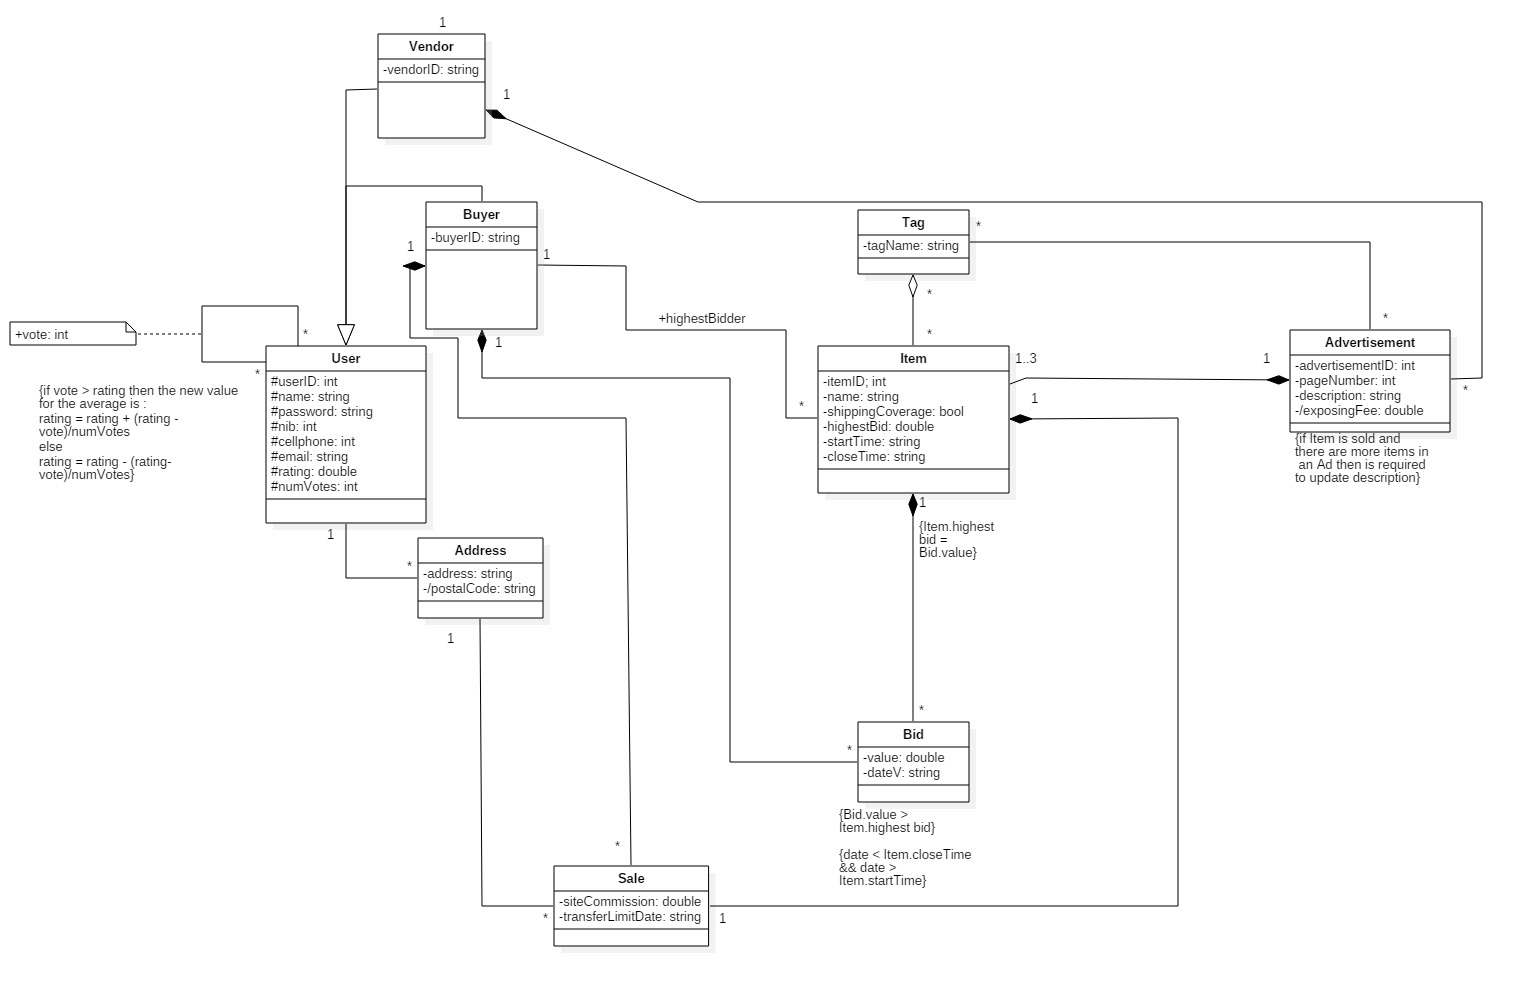 1
Vendor
-vendorID: string
1
Buyer
-buyerID: string
1
1
1
Tag
-tagName: string
*
*
*
+highestBidder
*
+vote: int
*
*
User
#userID: int
#name: string
#password: string
#nib: int
#cellphone: int
#email: string
#rating: double
#numVotes: int
1
{if vote > rating then the new value
for the average is :
rating = rating + (rating -
vote)/numVotes
else
rating = rating - (rating-
vote)/numVotes}
Item
-itemID; int
-name: string
-shippingCoverage: bool
-highestBid: double
-startTime: string
-closeTime: string
1..3
1
1
1
*
Advertisement
-advertisementID: int
-pageNumber: int
-description: string
-/exposingFee: double
*
{if Item is sold and
there are more items in
an Ad then is required
to update description}
{Item.highest
bid =
Bid.value}
*
Address
-address: string
-/postalCode: string
1
*
*
Bid
-value: double
-dateV: string
{Bid.value >
Item.highest bid}
{date < Item.closeTime
&& date >
Item.startTime}
*
Sale
-siteCommission: double
-transferLimitDate: string
*
1